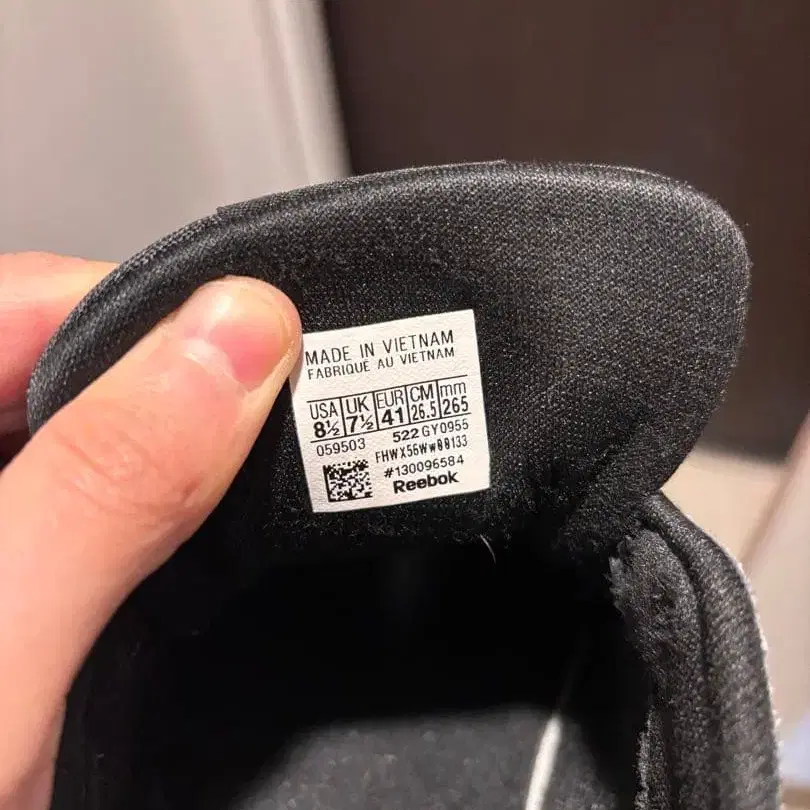 MADE IN VIETNAM
FABRIQUÉ AU VIETNAM
USA UK EUR CM mm
8½ 7½ 41 26.5 265
059503 522 GY0955
#130096584
Reebok